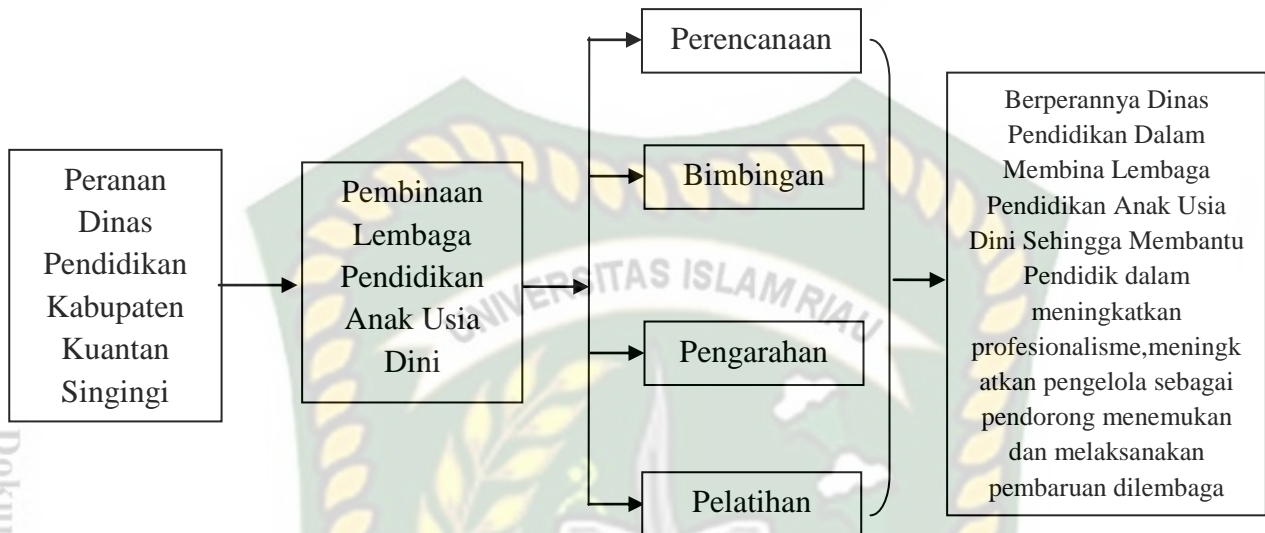 Peranan
Dinas
Pendidikan
Kabupaten
Kuantan
Singingi
Pembinaan
Lembaga
Pendidikan
Anak Usia
Dini
Perencanaan
Bimbingan
Pengarahan
Pelatihan
Berperannya Dinas
Pendidikan Dalam
Membina Lembaga
Pendidikan Anak Usia
Dini Sehingga Membantu
Pendidik dalam
meningkatkan
profesionalisme,meningk
atkan pengelola sebagai
pendorong menemukan
dan melaksanakan
pembaruan dilembaga
UNIVERSITAS ISLAM RIAU